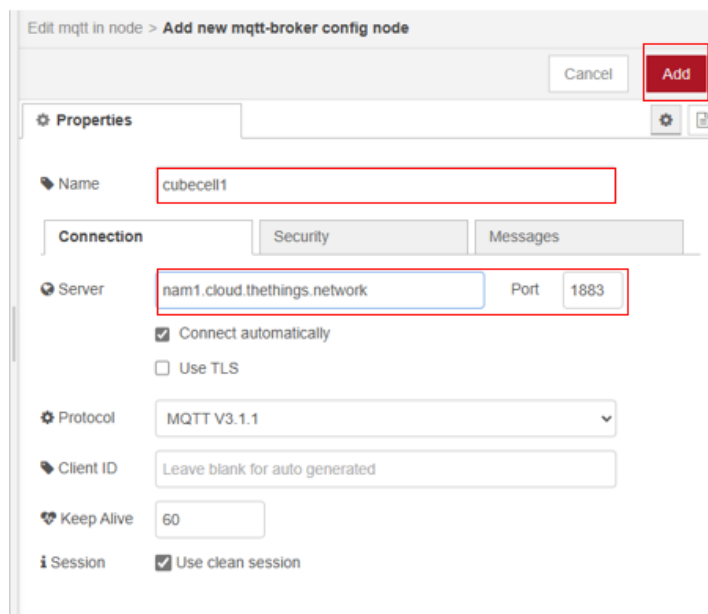 Edit mqtt in node > Add new mqtt-broker config node
Cancel Add
Properties
Name cubecell1
Connection Security Messages
Server nam1.cloud.thethings.network Port 1883
Connect automatically
Use TLS
Protocol MQTT V3.1.1
Client ID Leave blank for auto generated
Keep Alive 60
Session Use clean session